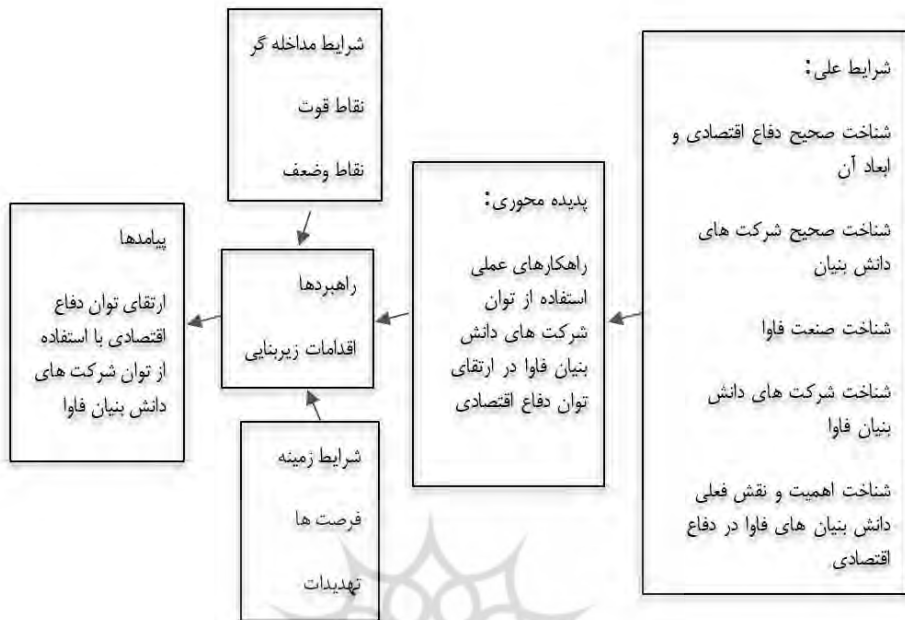 شرایط علی:
شناخت صحیح دفاع اقتصادی و
ابعاد آن
شناخت صحیح شرکت های
دانش بنیان
شناخت صنعت فاوا
شناخت شرکت های دانش
بنیان فاوا
شناخت اهمیت و نقش فعلی
دانش بنیان های فاوا در دفاع
اقتصادی
پدیده محوری:
راهکارهای عملی
استفاده از توان
شرکت های دانش
بنیان فاوا در ارتقای
توان دفاع اقتصادی
شرایط مداخله گر
نقاط قوت
نقاط وضعف
راهبردها
اقدامات زیربنایی
شرایط زمینه
فرصت ها
تهدیدات
پیامدها
ارتقای توان دفاع
اقتصادی با استفاده
از توان شرکت های
دانش بنیان فاوا